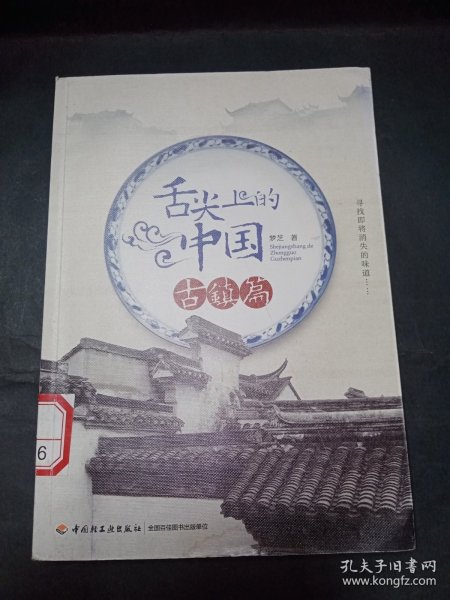 舌尖上的
中国
梦芝 著
Shejianshang de
Zhongguo
Guzhenpian
古鎮篇
寻找即将消失的味道……
6
中国轻工业出版社
全国百佳图书出版单位
孔夫子旧书网
www.kongfz.com